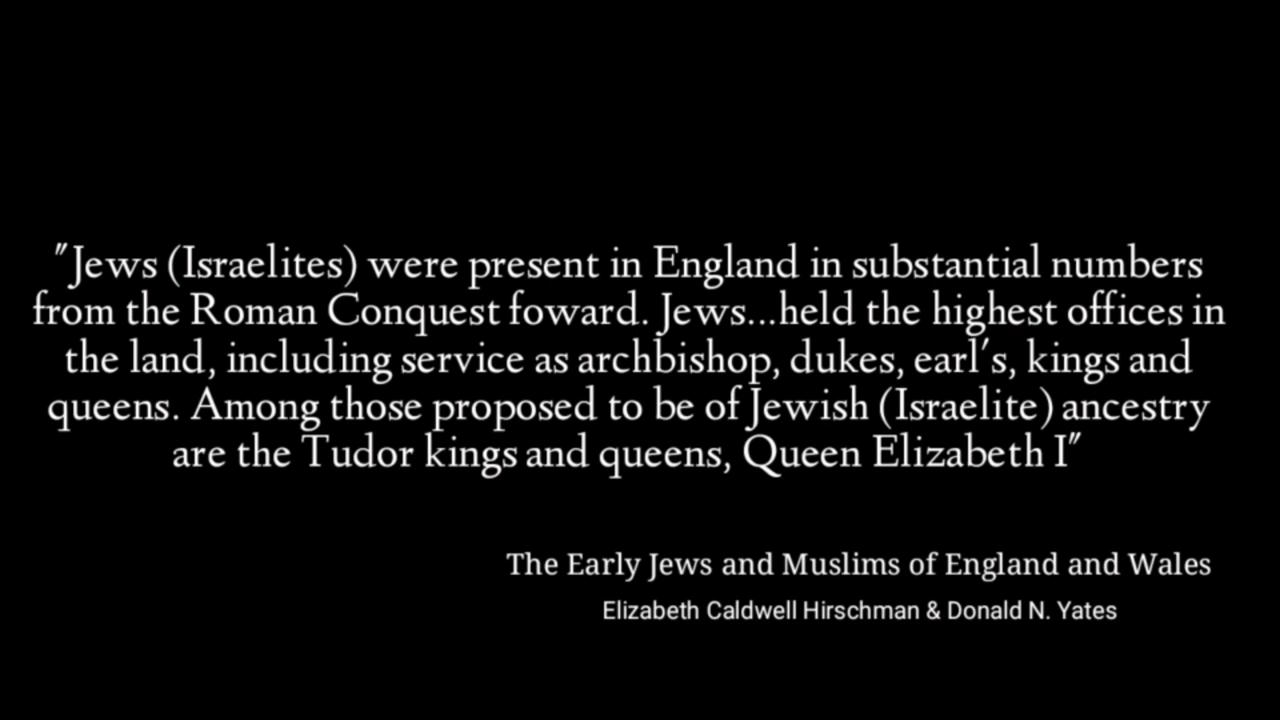 "Jews (Israelites) were present in England in substantial numbers
from the Roman Conquest foward. Jews...held the highest offices in
the land, including service as archbishop, dukes, earl's, kings and
queens. Among those proposed to be of Jewish (Israelite) ancestry
are the Tudor kings and queens, Queen Elizabeth I"
The Early Jews and Muslims of England and Wales
Elizabeth Caldwell Hirschman & Donald N. Yates